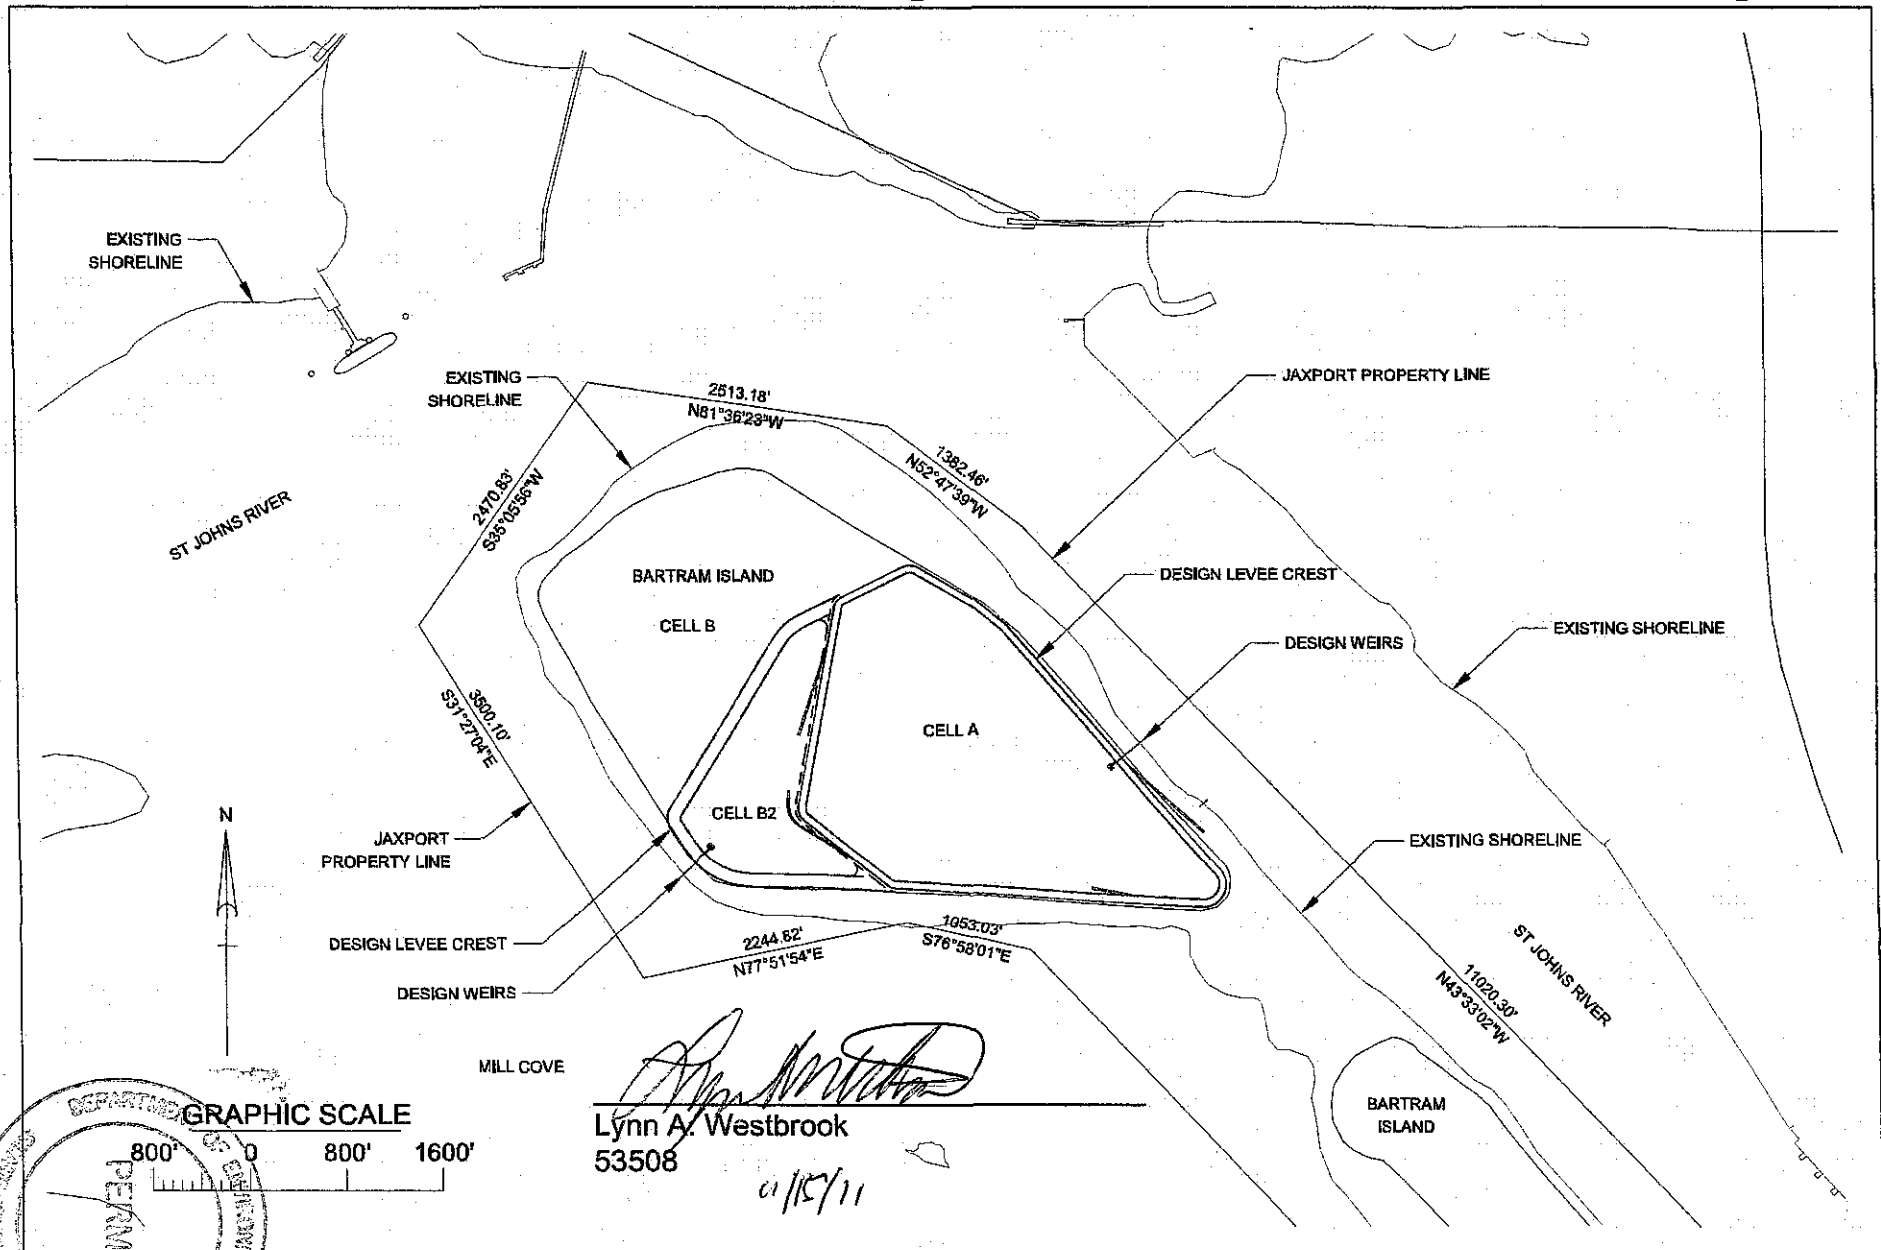 EXISTING
SHORELINE
EXISTING
SHORELINE
2513.18'
N81°36'23"W
JAXPORT PROPERTY LINE
1382.46'
N52°47'39"W
2470.83'
S35°05'56"W
ST JOHNS RIVER
BARTRAM ISLAND
DESIGN LEVEE CREST
CELL B
EXISTING SHORELINE
DESIGN WEIRS
3500.10'
S31°27'04"E
CELL A
CELL B2
N
JAXPORT
PROPERTY LINE
EXISTING SHORELINE
DESIGN LEVEE CREST
2244.82'
N77°51'54"E
1053.03'
S76°58'01"E
DESIGN WEIRS
ST JOHNS RIVER
11020.30'
N43°33'02"W
MILL COVE
BARTRAM
ISLAND
GRAPHIC SCALE
800' 0 800' 1600'
Lynn A. Westbrook
53508
DEPARTMENT OF
PERM